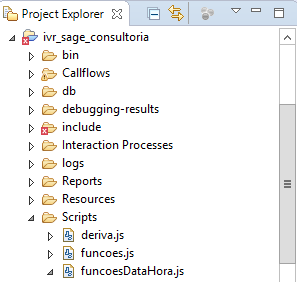 Project Explorer
ivr_sage_consultoria
bin
Callflows
db
debugging-results
include
Interaction Processes
logs
Reports
Resources
Scripts
deriva.js
funcoes.js
funcoesDataHora.js